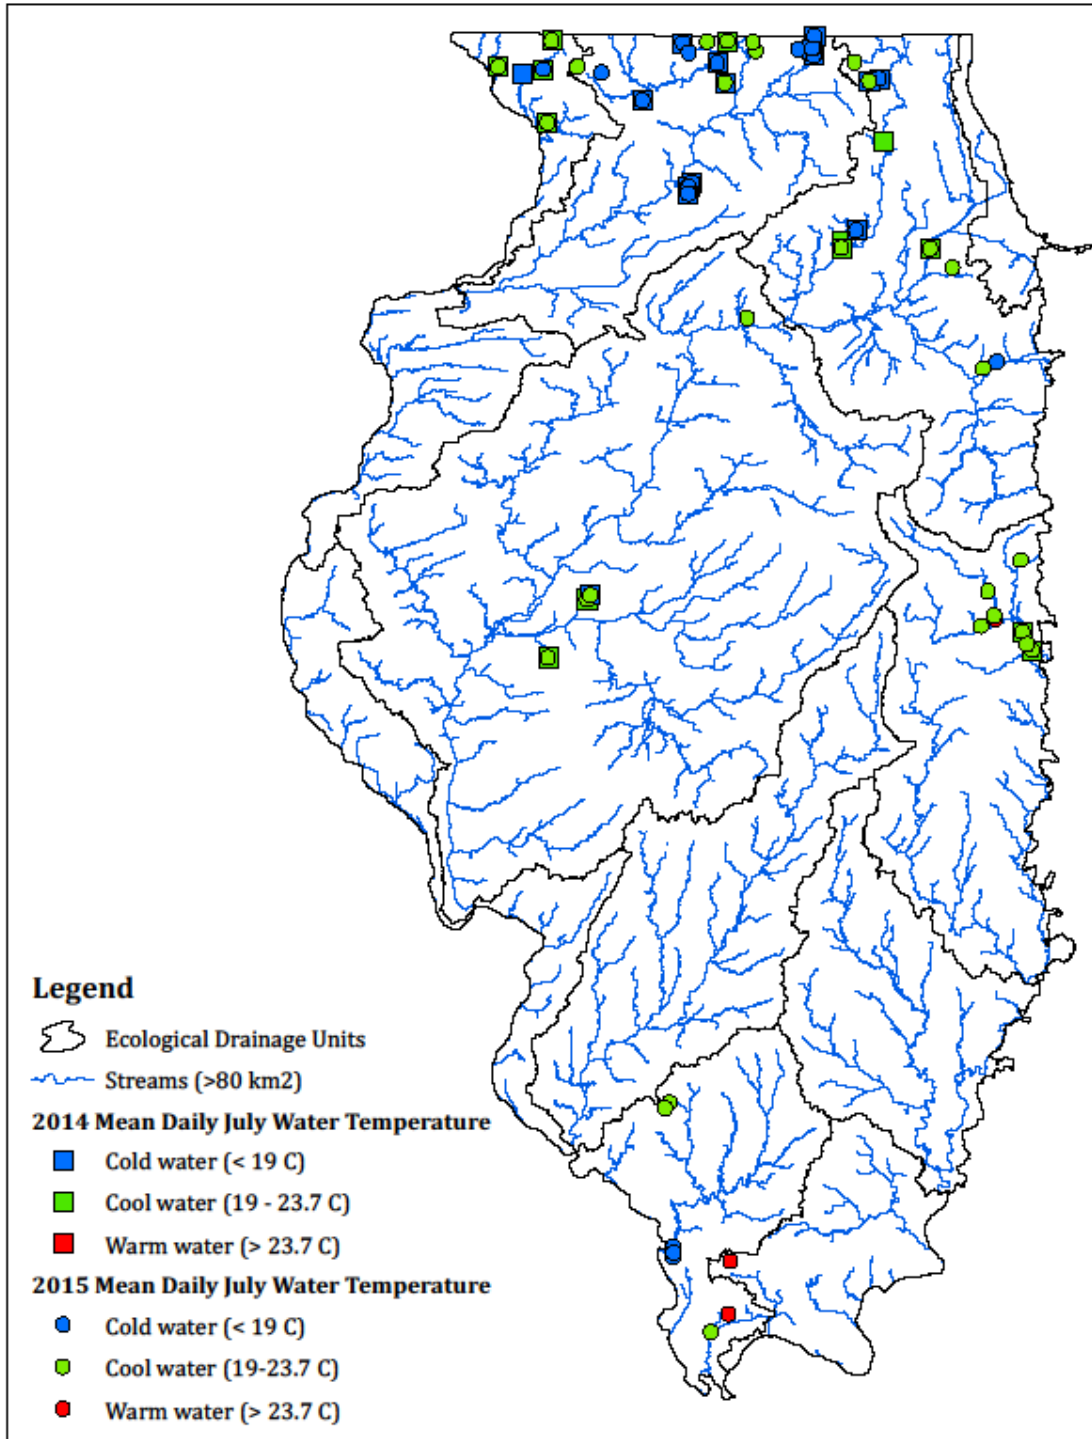 Legend
Ecological Drainage Units
Streams (>80 km2)
2014 Mean Daily July Water Temperature
Cold water (< 19 C)
Cool water (19 - 23.7 C)
Warm water (> 23.7 C)
2015 Mean Daily July Water Temperature
Cold water (< 19 C)
Cool water (19-23.7 C)
Warm water (> 23.7 C)